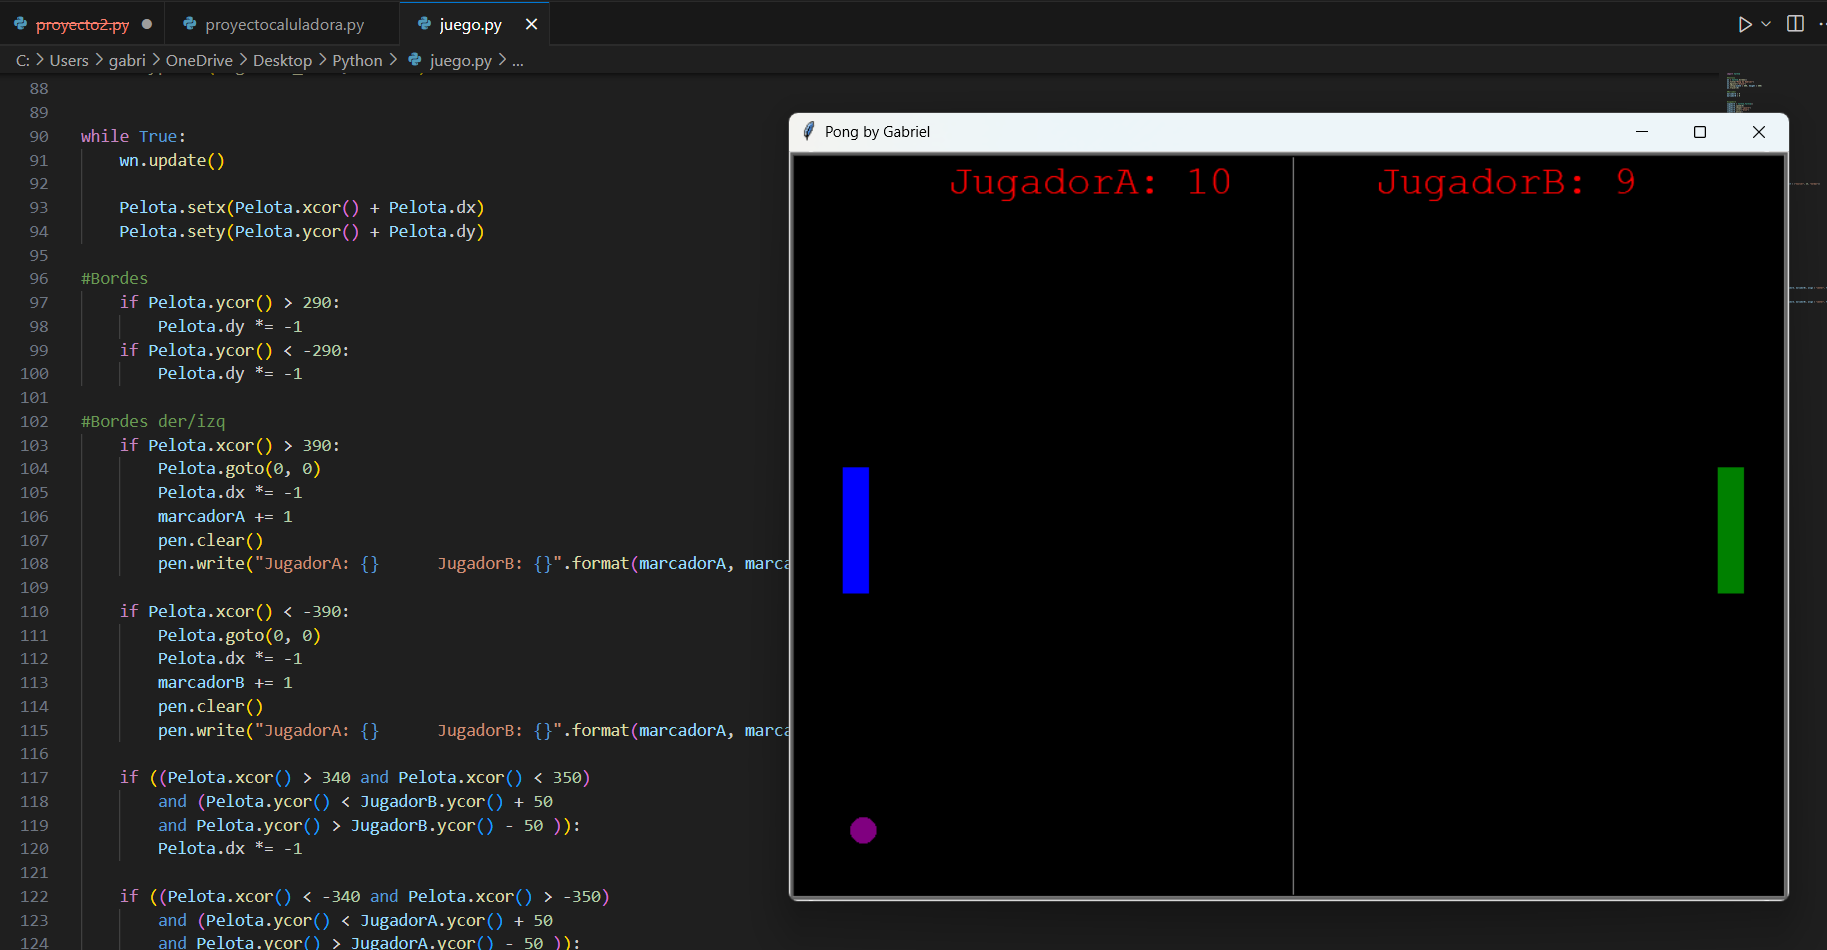 proyecto2.py
proyectocaluladora.py
juego.py
C: > Users > gabri > OneDrive > Desktop > Python > juego.py > ...
88
89
90 while True:
91 wn.update()
92
93 Pelota.setx(Pelota.xcor() + Pelota.dx)
94 Pelota.sety(Pelota.ycor() + Pelota.dy)
95
96 #Bordes
97 if Pelota.ycor() > 290:
98 Pelota.dy *= -1
99 if Pelota.ycor() < -290:
100 Pelota.dy *= -1
101
102 #Bordes der/izq
103 if Pelota.xcor() > 390:
104 Pelota.goto(0, 0)
105 Pelota.dx *= -1
106 marcadorA += 1
107 pen.clear()
108 pen.write("JugadorA: {}      JugadorB: {}".format(marcadorA, marca
109
110 if Pelota.xcor() < -390:
111 Pelota.goto(0, 0)
112 Pelota.dx *= -1
113 marcadorB += 1
114 pen.clear()
115 pen.write("JugadorA: {}      JugadorB: {}".format(marcadorA, marca
116
117 if ((Pelota.xcor() > 340 and Pelota.xcor() < 350)
118 and (Pelota.ycor() < JugadorB.ycor() + 50
119 and Pelota.ycor() > JugadorB.ycor() - 50 )):
120 Pelota.dx *= -1
121
122 if ((Pelota.xcor() < -340 and Pelota.xcor() > -350)
123 and (Pelota.ycor() < JugadorA.ycor() + 50
124 and Pelota.ycor() > JugadorA.ycor() - 50 )):
Pong by Gabriel
JugadorA: 10 JugadorB: 9